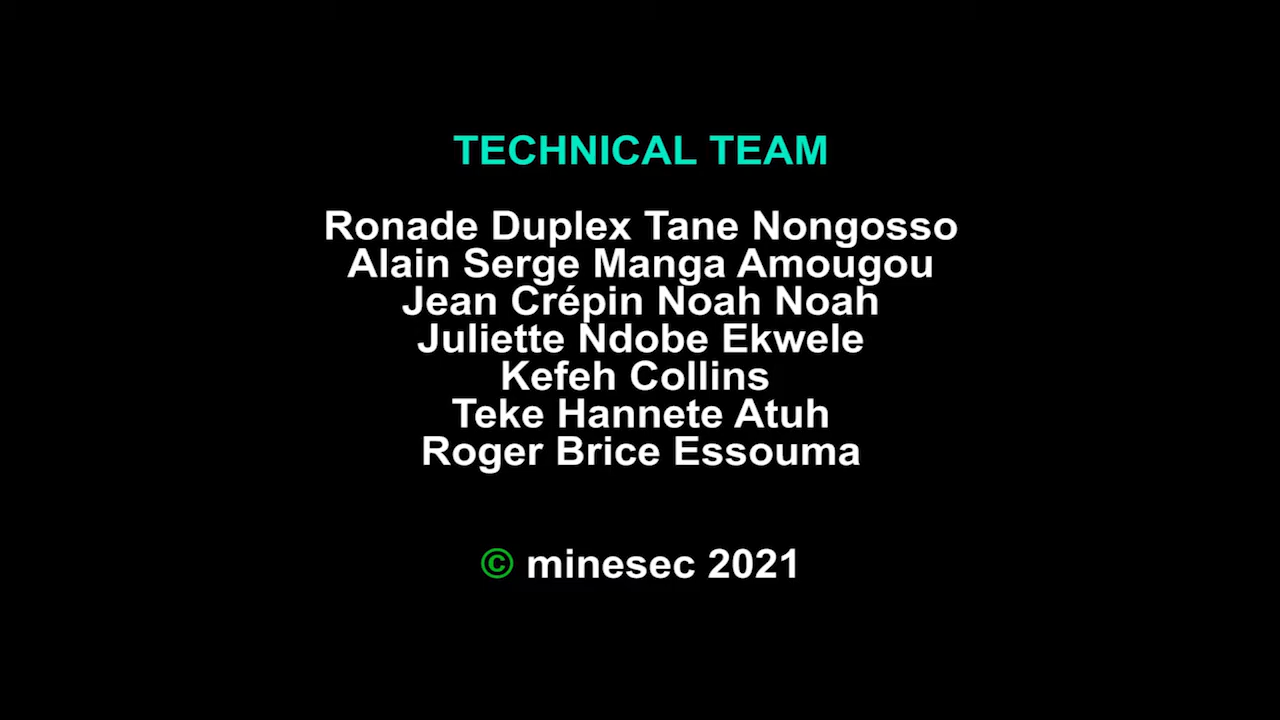 TECHNICAL TEAM
Ronade Duplex Tane Nongosso
Alain Serge Manga Amougou
Jean Crépin Noah Noah
Juliette Ndobe Ekwele
Kefeh Collins
Teke Hannete Atuh
Roger Brice Essouma
© minesec 2021